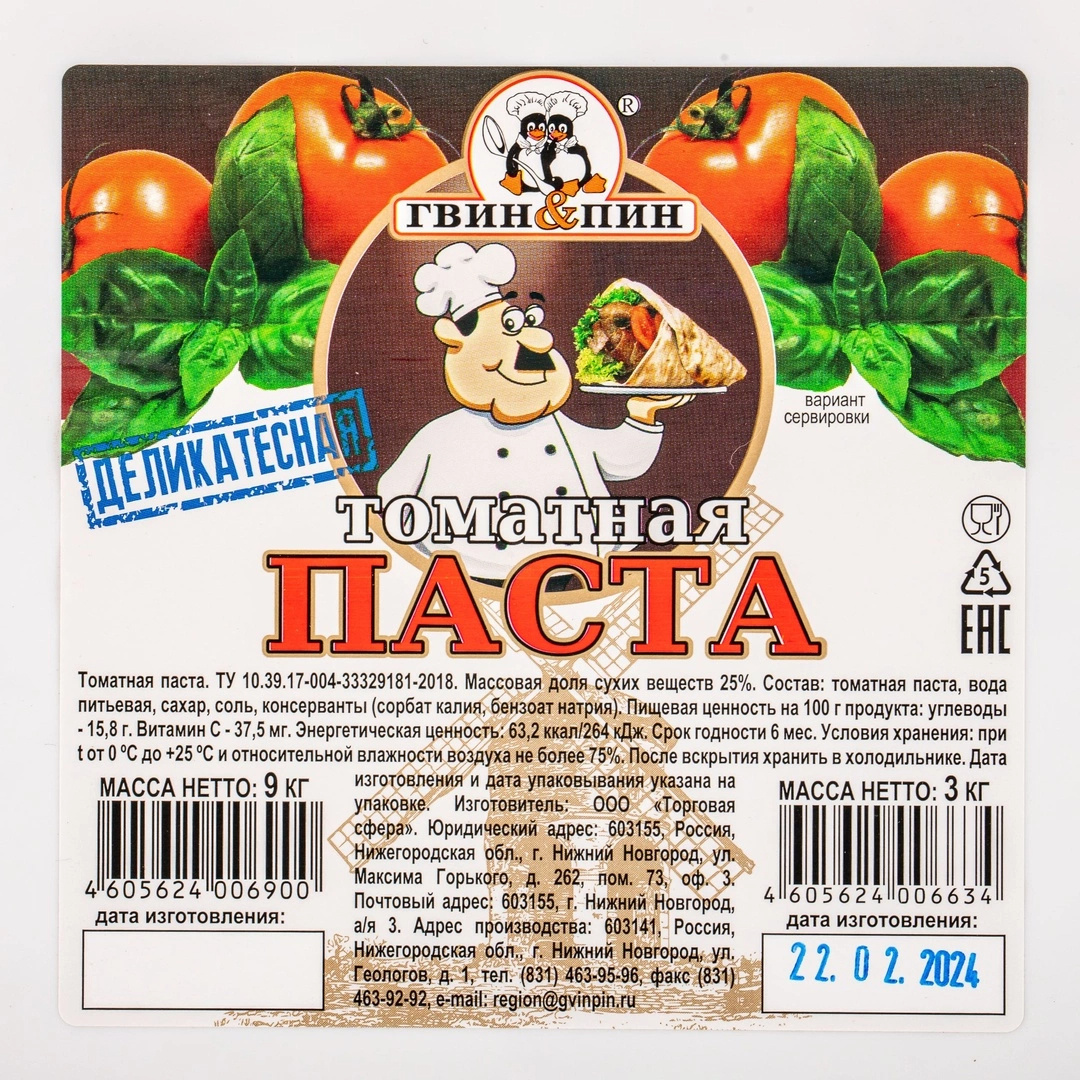 ®
ГВИН&ПИН
вариант
сервировки
ДЕЛИКАТЕСНАЯ
томатная
ПАСТА
5
EAC
Томатная паста. ТУ 10.39.17-004-33329181-2018. Массовая доля сухих веществ 25%. Состав: томатная паста, вода
питьевая, сахар, соль, консерванты (сорбат калия, бензоат натрия). Пищевая ценность на 100 г продукта: углеводы
- 15,8 г. Витамин С - 37,5 мг. Энергетическая ценность: 63,2 ккал/264 кДж. Срок годности 6 мес. Условия хранения: при
t от 0 ºС до +25 ºС и относительной влажности воздуха не более 75%. После вскрытия хранить в холодильнике. Дата
изготовления и дата упаковывания указана на
упаковке. Изготовитель: ООО «Торговая
сфера». Юридический адрес: 603155, Россия,
Нижегородская обл., г. Нижний Новгород, ул.
Максима Горького, д. 262, пом. 73, оф. 3.
Почтовый адрес: 603155, г. Нижний Новгород,
а/я 3. Адрес производства: 603141, Россия,
Нижегородская обл., г. Нижний Новгород, ул.
Геологов, д. 1, тел. (831) 463-95-96, факс (831)
463-92-92, e-mail: region@gvinpin.ru
МАССА НЕТТО: 9 КГ
4 605624 006900
дата изготовления:
МАССА НЕТТО: 3 КГ
4 605624 006634
дата изготовления:
22. 02. 2024